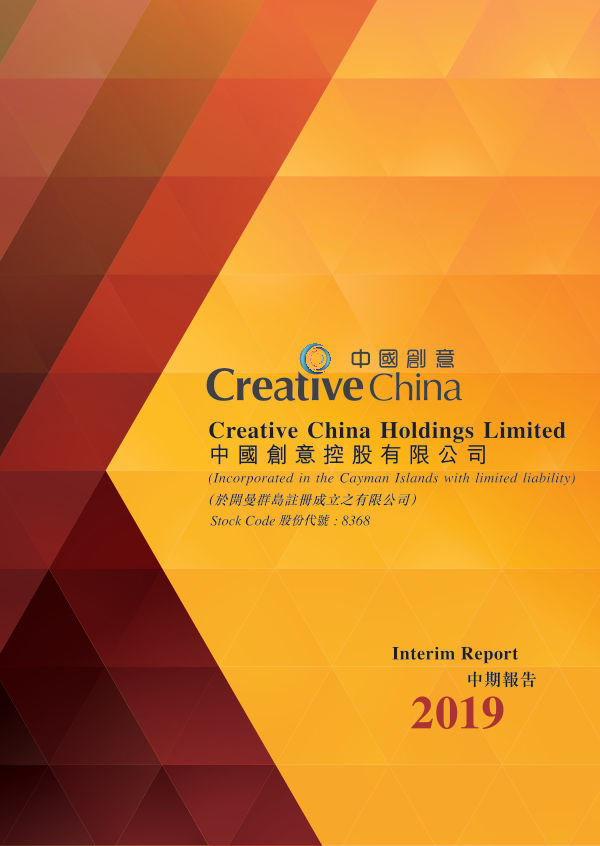 中國創意
Creative China
Creative China Holdings Limited
中國創意控股有限公司
(Incorporated in the Cayman Islands with limited liability)
(於開曼群島註冊成立之有限公司)
Stock Code 股份代號：8368
Interim Report
中期報告
2019